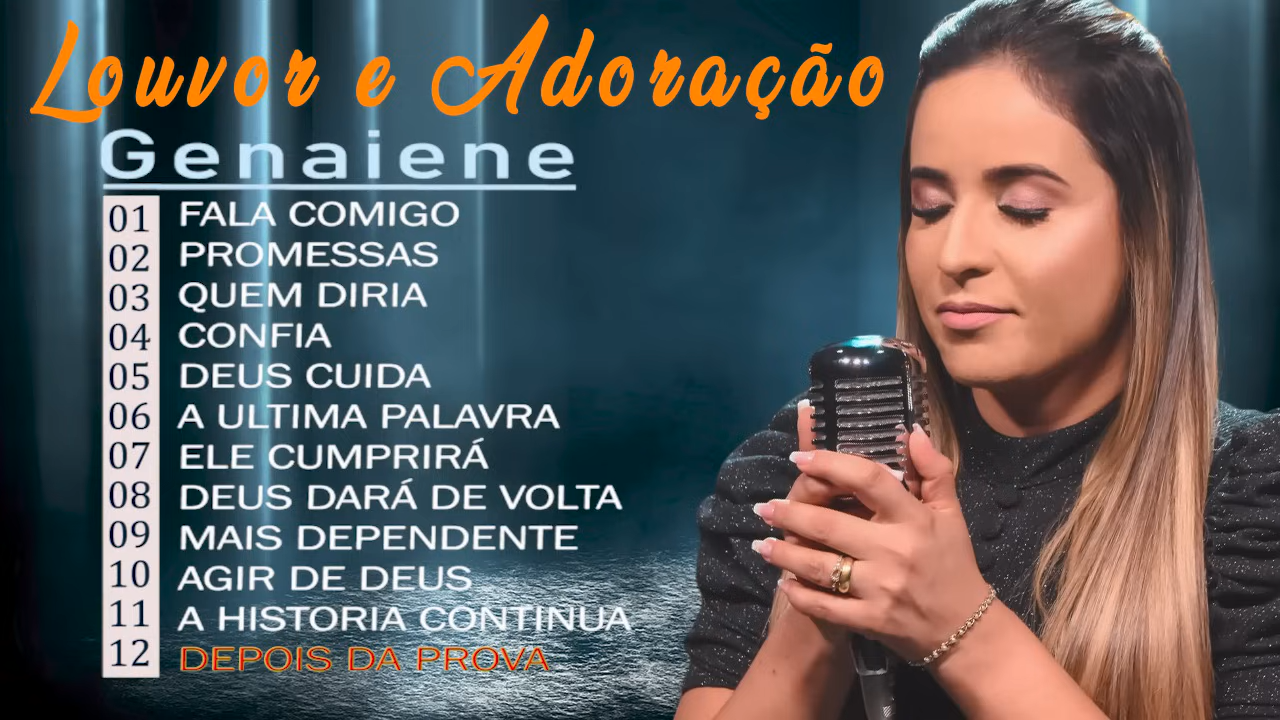 Louvor e Adoração
Genaiene
01 FALA COMIGO
02 PROMESSAS
03 QUEM DIRIA
04 CONFIA
05 DEUS CUIDA
06 A ULTIMA PALAVRA
07 ELE CUMPRIRÁ
08 DEUS DARÁ DE VOLTA
09 MAIS DEPENDENTE
10 AGIR DE DEUS
11 A HISTORIA CONTINUA
12 DEPOIS DA PROVA